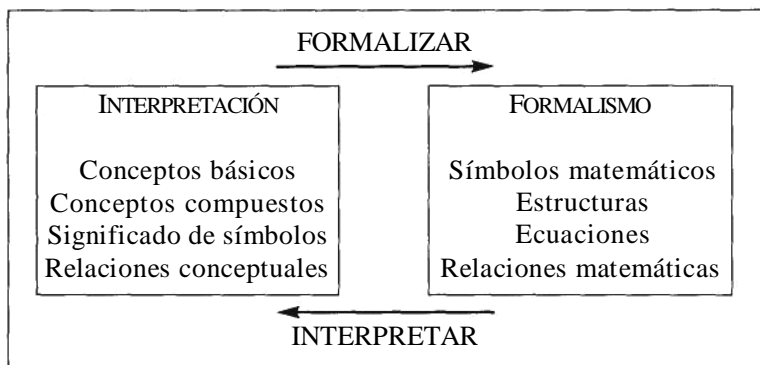 FORMALIZAR
INTERPRETACIÓN
Conceptos básicos
Conceptos compuestos
Significado de símbolos
Relaciones conceptuales
FORMALISMO
Símbolos matemáticos
Estructuras
Ecuaciones
Relaciones matemáticas
INTERPRETAR